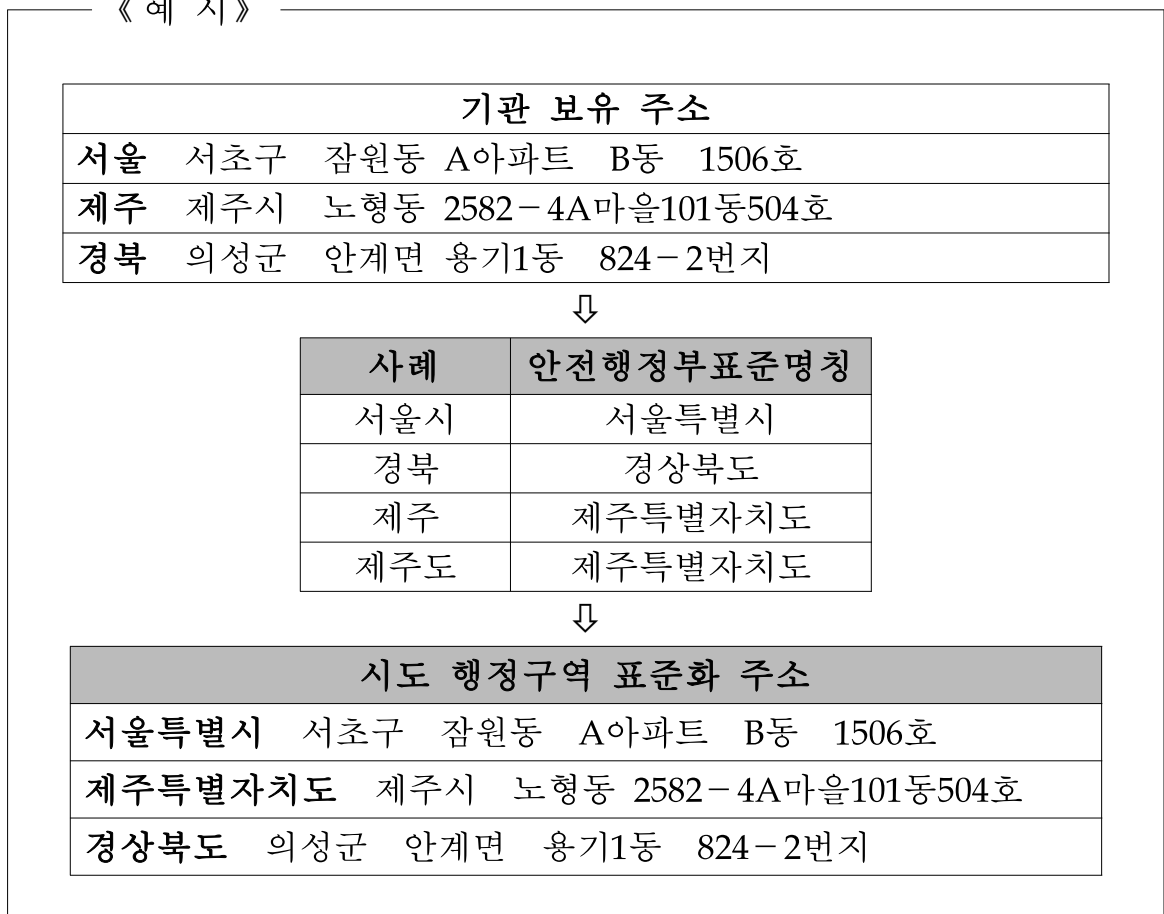 《 예 시》
기관 보유 주소
서울 서초구 잠원동 A아파트 B동 1506호
제주 제주시 노형동 2582-4A마을101동504호
경북 의성군 안계면 용기1동 824-2번지
⇩
사례 안전행정부표준명칭
서울시 서울특별시
경북 경상북도
제주 제주특별자치도
제주도 제주특별자치도
⇩
시도 행정구역 표준화 주소
서울특별시 서초구 잠원동 A아파트 B동 1506호
제주특별자치도 제주시 노형동 2582-4A마을101동504호
경상북도 의성군 안계면 용기1동 824-2번지